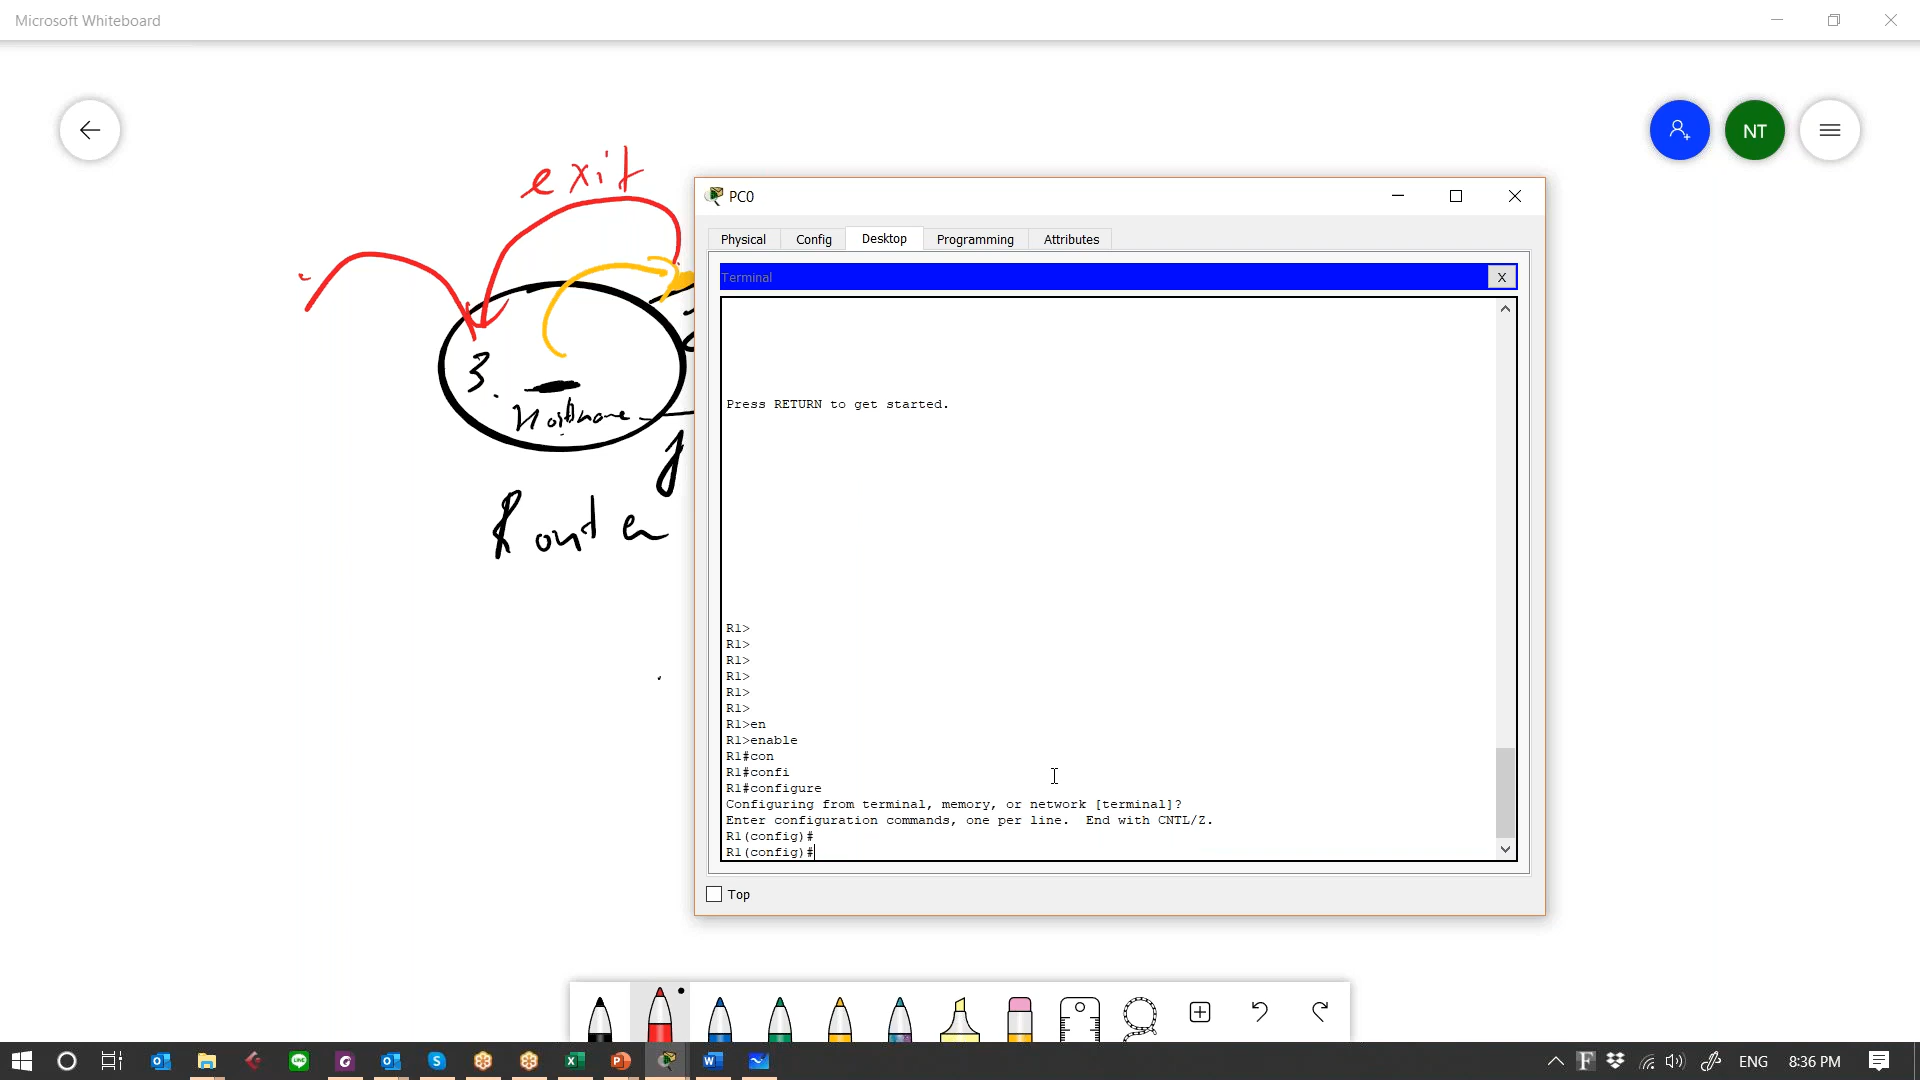 Microsoft Whiteboard
NT
exit
3.
Hostname
Router
PC0
Physical Config Desktop Programming Attributes
Terminal X
Press RETURN to get started.
R1>
R1>
R1>
R1>
R1>
R1>
R1>en
R1>enable
R1#con
R1#confi
R1#configure
Configuring from terminal, memory, or network [terminal]?
Enter configuration commands, one per line.  End with CNTL/Z.
R1(config)#
R1(config)#
Top
ENG 8:36 PM